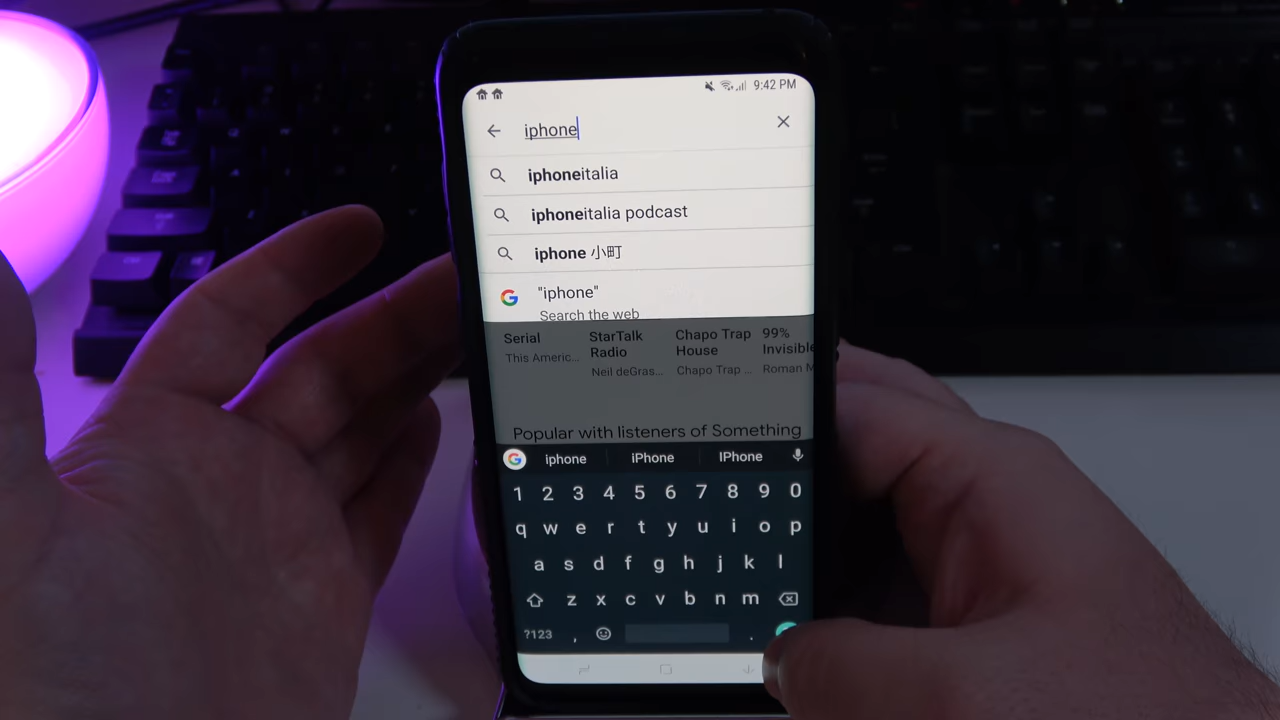 9:42 PM
iphone
iphoneitalia
iphoneitalia podcast
iphone 小町
"iphone"
Search the web
Serial
This Americ...
StarTalk
Radio
Neil deGras...
Chapo Trap
House
Chapo Trap ...
99%
Invisible
Roman M
Popular with listeners of Something
iphone iPhone IPhone
1 2 3 4 5 6 7 8 9 0
q w e r t y u i o p
a s d f g h j k l
z x c v b n m
?123 , .